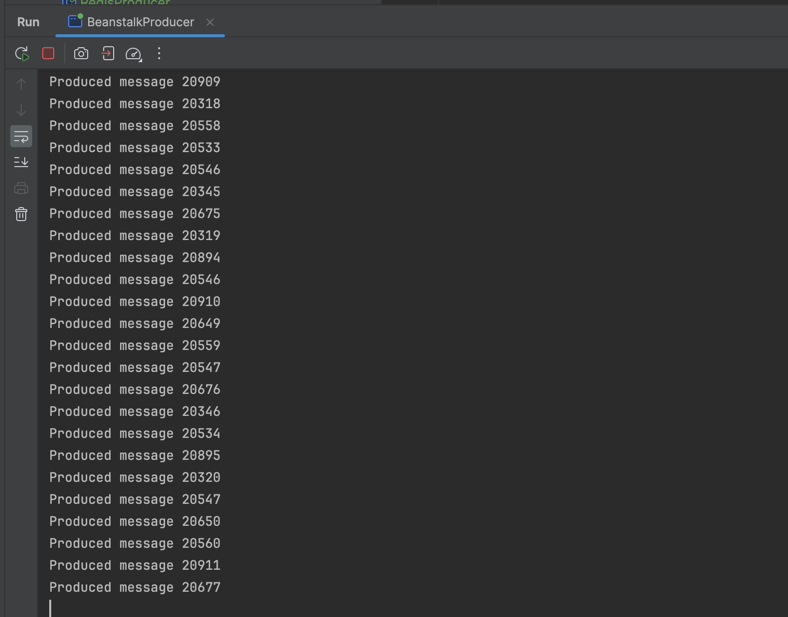 RedisProducer
Run
BeanstalkProducer
Produced message 20909
Produced message 20318
Produced message 20558
Produced message 20533
Produced message 20546
Produced message 20345
Produced message 20675
Produced message 20319
Produced message 20894
Produced message 20546
Produced message 20910
Produced message 20649
Produced message 20559
Produced message 20547
Produced message 20676
Produced message 20346
Produced message 20534
Produced message 20895
Produced message 20320
Produced message 20547
Produced message 20650
Produced message 20560
Produced message 20911
Produced message 20677